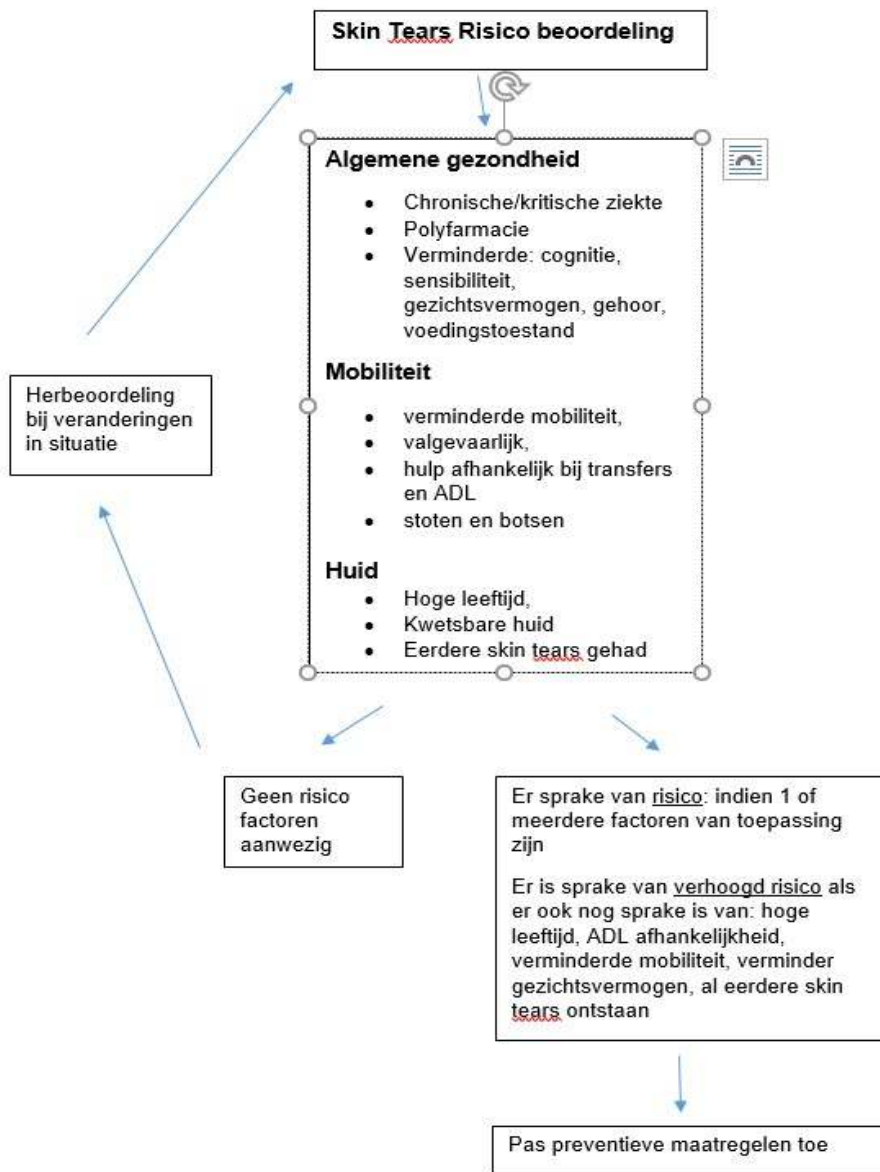 Skin Tears Risico beoordeling
Algemene gezondheid
• Chronische/kritische ziekte
• Polyfarmacie
• Verminderde: cognitie,
sensibiliteit,
gezichtsvermogen, gehoor,
voedingstoestand
Mobiliteit
• verminderde mobiliteit,
• valgevaarlijk,
• hulp afhankelijk bij transfers
en ADL
• stoten en botsen
Huid
• Hoge leeftijd,
• Kwetsbare huid
• Eerdere skin tears gehad
Herbeoordeling
bij veranderingen
in situatie
Geen risico
factoren
aanwezig
Er sprake van risico: indien 1 of
meerdere factoren van toepassing
zijn
Er is sprake van verhoogd risico als
er ook nog sprake is van: hoge
leeftijd, ADL afhankelijkheid,
verminderde mobiliteit, verminder
gezichtsvermogen, al eerdere skin
tears ontstaan
Pas preventieve maatregelen toe